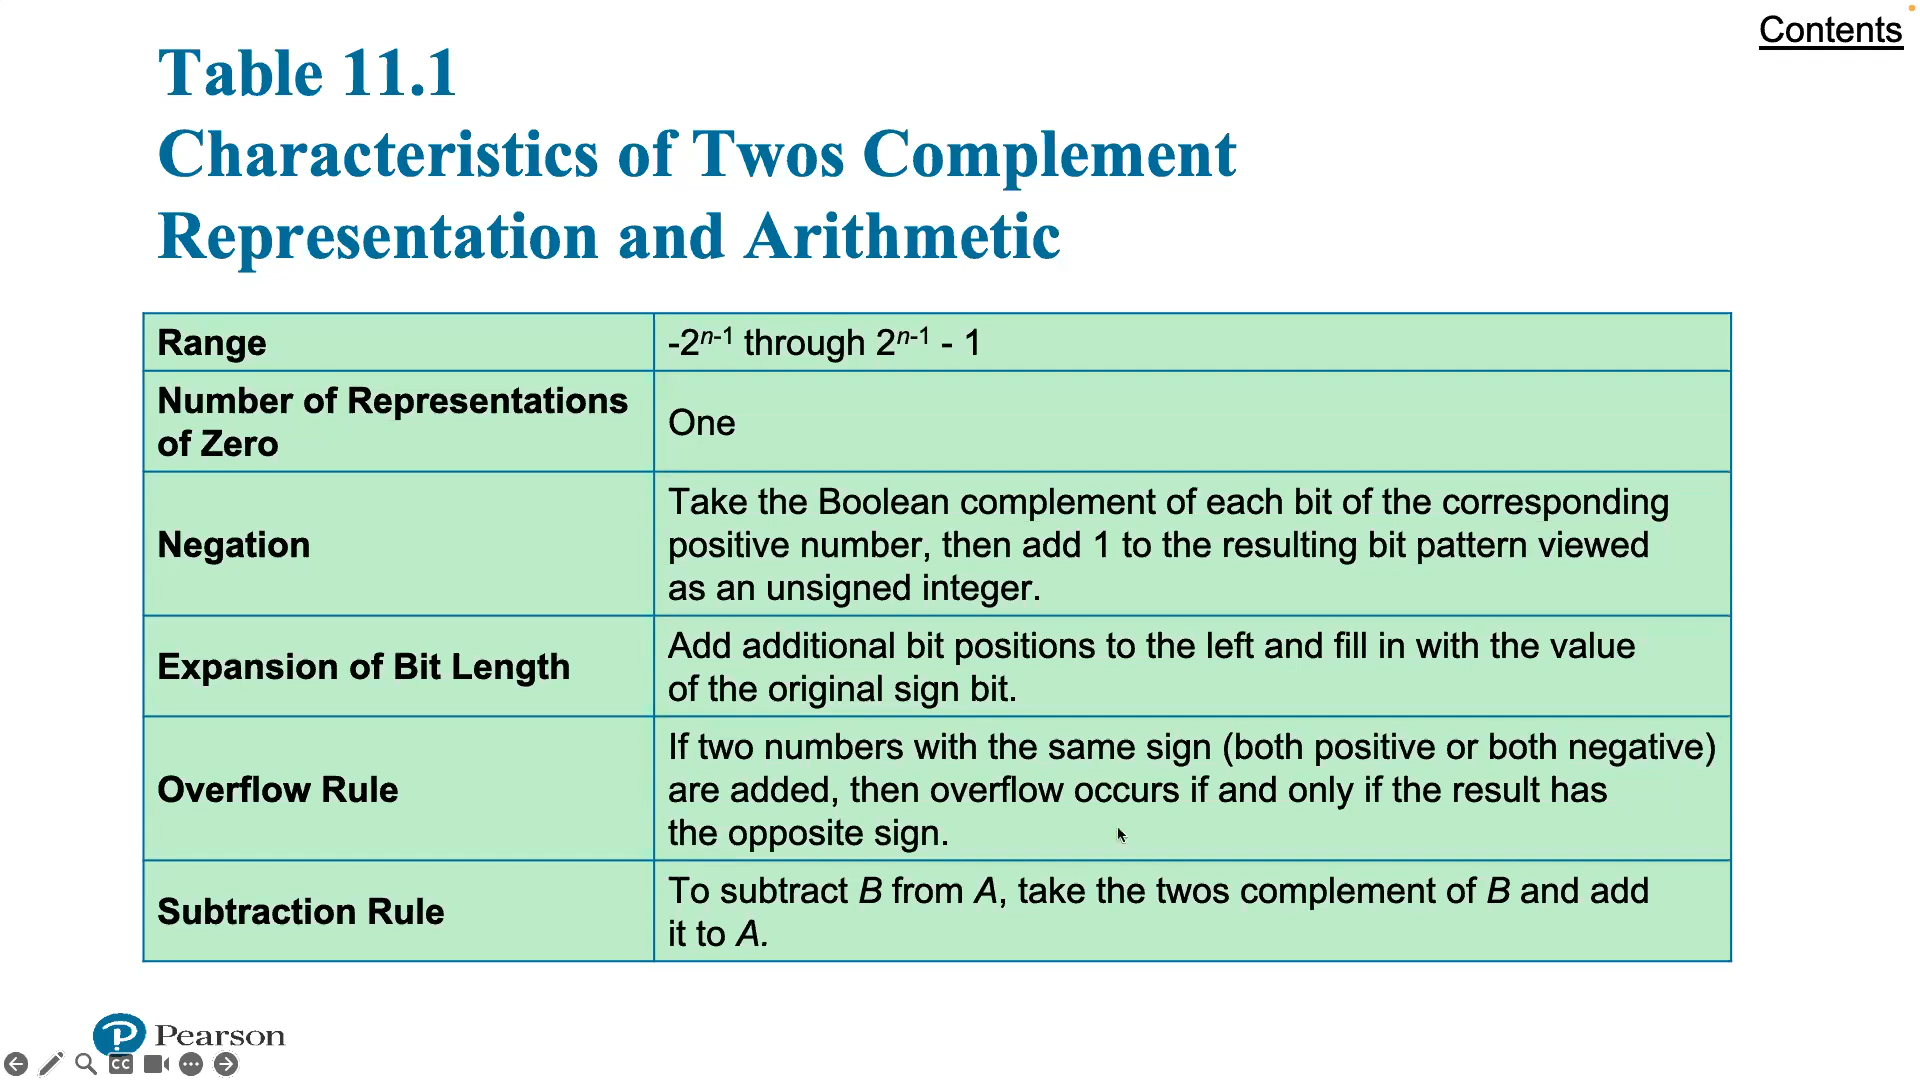 Contents
Table 11.1
Characteristics of Twos Complement
Representation and Arithmetic
Range
-2ⁿ⁻¹ through 2ⁿ⁻¹ - 1
Number of Representations
of Zero
One
Negation
Take the Boolean complement of each bit of the corresponding
positive number, then add 1 to the resulting bit pattern viewed
as an unsigned integer.
Expansion of Bit Length
Add additional bit positions to the left and fill in with the value
of the original sign bit.
Overflow Rule
If two numbers with the same sign (both positive or both negative)
are added, then overflow occurs if and only if the result has
the opposite sign.
Subtraction Rule
To subtract B from A, take the twos complement of B and add
it to A.
P Pearson
CC